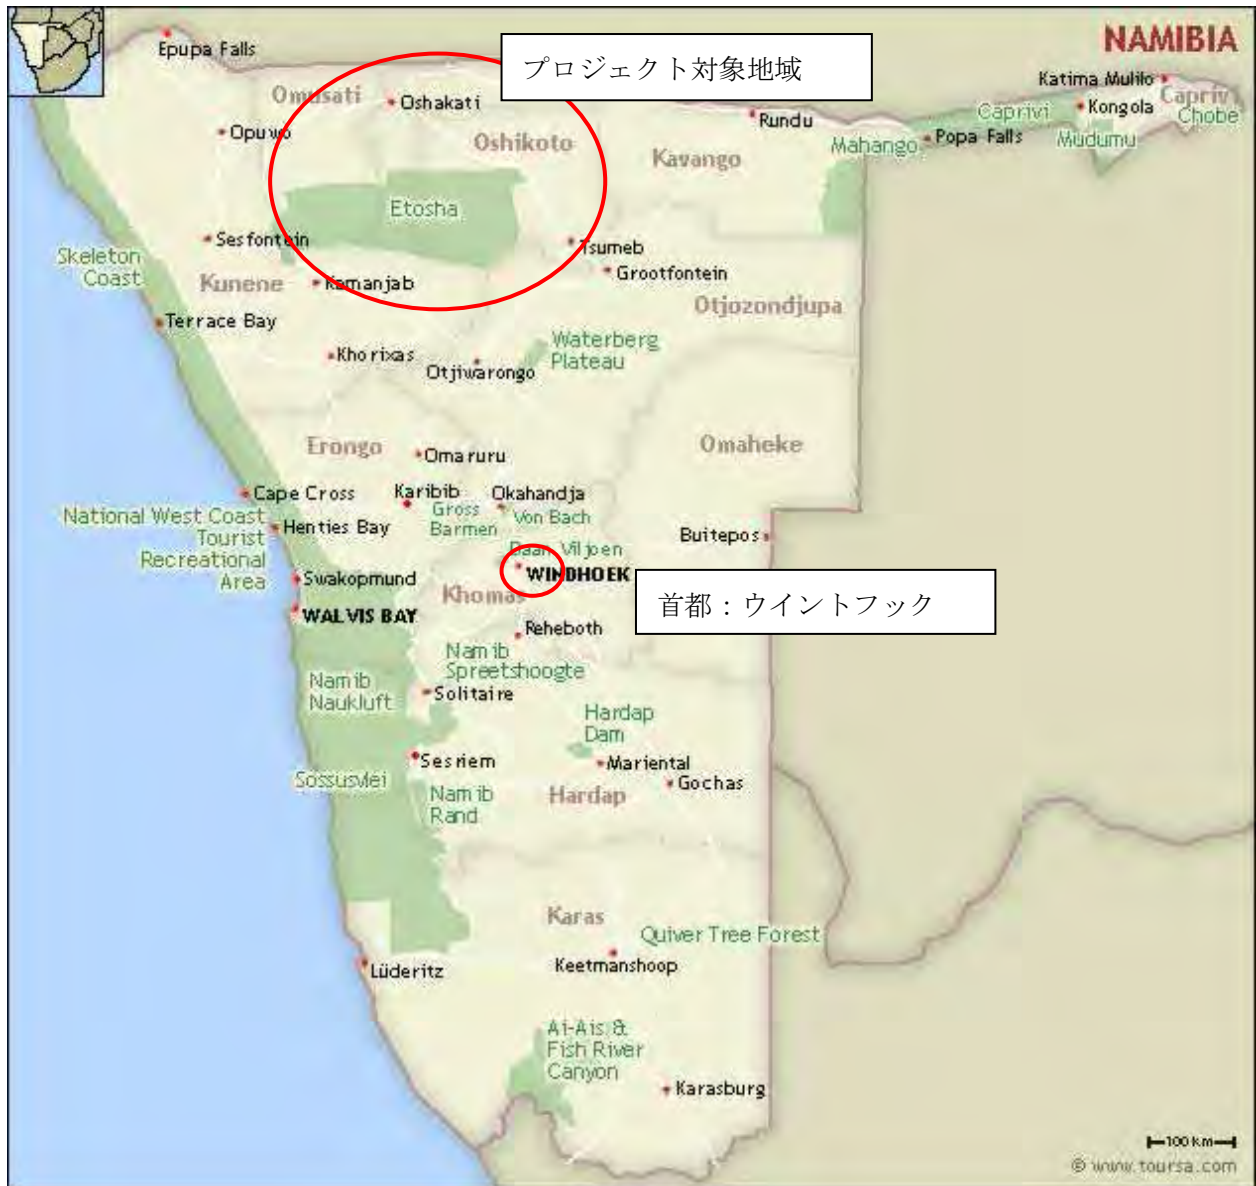 NAMIBIA
プロジェクト対象地域
Epupa Falls
Katima Mulilo
Omusati
Oshakati
Caprivi
Kongola
Caprivi
Chobe
Opuwo
Oshikoto
Rundu
Mahango
Popa Falls
Mudumu
Kavango
Etosha
Sesfontein
Tsumeb
Skeleton
Coast
Grootfontein
Kunene
Kamanjab
Otjozondjupa
Terrace Bay
Waterberg
Plateau
Khorixas
Otjiwarongo
Erongo
Omaruru
Omaheke
Cape Cross
Karibib
Okahandja
National West Coast
Tourist
Recreational
Area
Gross
Barmen
Von Bach
Henties Bay
Buitepos
Daan Viljoen
Swakopmund
WINDHOEK
首都：ウイントフック
Khomas
WALVIS BAY
Reheboth
Namib
Spreetshoogte
Namib
Naukluft
Solitaire
Hardap
Dam
Sesriem
Mariental
Sossusvlei
Gochas
Namib
Rand
Hardap
Karas
Quiver Tree Forest
Lüderitz
Keetmanshoop
Ai-Ais &
Fish River
Canyon
Karasburg
100 km
© www.toursa.com